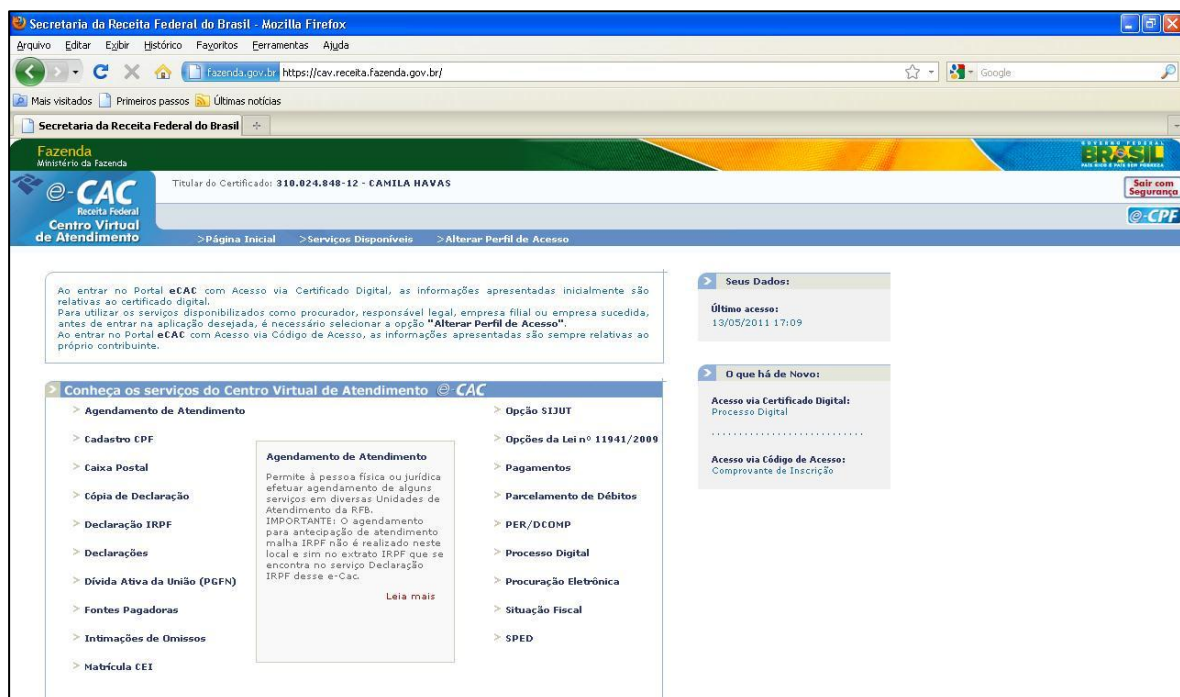 Secretaria da Receita Federal do Brasil - Mozilla Firefox
Arquivo Editar Exibir Histórico Favoritos Ferramentas Ajuda
fazenda.gov.br https://cav.receita.fazenda.gov.br/
Google
Mais visitados Primeiros passos Últimas notícias
Secretaria da Receita Federal do Brasil
Fazenda
Ministério da Fazenda
GOVERNO FEDERAL
BRASIL
PAÍS RICO É PAÍS SEM POBREZA
e-CAC
Receita Federal
Centro Virtual
de Atendimento
Titular do Certificado: 310.024.848-12 - CAMILA HAVAS
Sair com
Segurança
e-CPF
>Página Inicial >Serviços Disponíveis >Alterar Perfil de Acesso
Ao entrar no Portal eCAC com Acesso via Certificado Digital, as informações apresentadas inicialmente são
relativas ao certificado digital.
Para utilizar os serviços disponibilizados como procurador, responsável legal, empresa filial ou empresa sucedida,
antes de entrar na aplicação desejada, é necessário selecionar a opção "Alterar Perfil de Acesso".
Ao entrar no Portal eCAC com Acesso via Código de Acesso, as informações apresentadas são sempre relativas ao
próprio contribuinte.
Conheça os serviços do Centro Virtual de Atendimento e-CAC
> Agendamento de Atendimento
> Cadastro CPF
> Caixa Postal
> Cópia de Declaração
> Declaração IRPF
> Declarações
> Dívida Ativa da União (PGFN)
> Fontes Pagadoras
> Intimações de Omissos
> Matrícula CEI
Agendamento de Atendimento
Permite à pessoa física ou jurídica
efetuar agendamento de alguns
serviços em diversas Unidades de
Atendimento da RFB.
IMPORTANTE: O agendamento
para antecipação de atendimento
malha IRPF não é realizado neste
local e sim no extrato IRPF que se
encontra no serviço Declaração
IRPF desse e-Cac.
Leia mais
> Opção SIJUT
> Opções da Lei nº 11941/2009
> Pagamentos
> Parcelamento de Débitos
> PER/DCOMP
> Processo Digital
> Procuração Eletrônica
> Situação Fiscal
> SPED
Seus Dados:
Último acesso:
13/05/2011 17:09
O que há de Novo:
Acesso via Certificado Digital:
Processo Digital
Acesso via Código de Acesso:
Comprovante de Inscrição